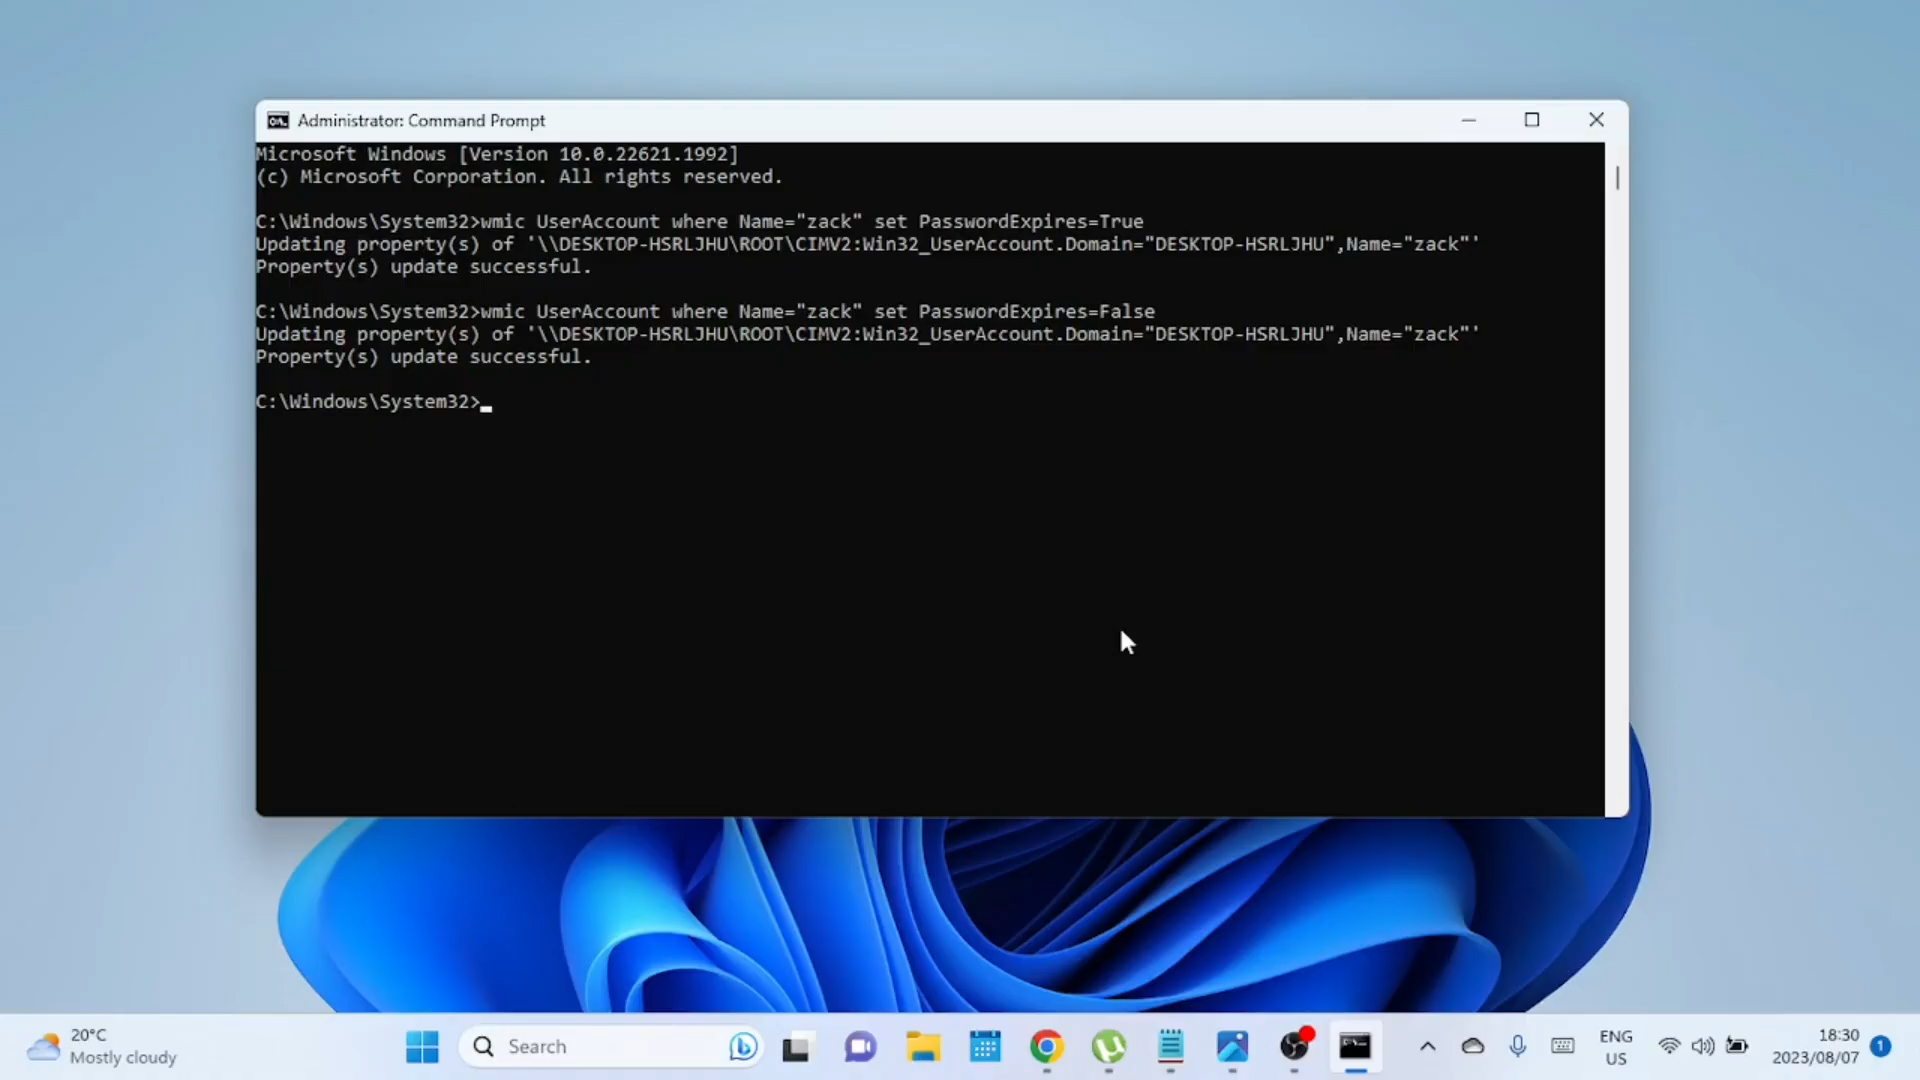 Administrator: Command Prompt
Microsoft Windows [Version 10.0.22621.1992]
(c) Microsoft Corporation. All rights reserved.
C:\Windows\System32>wmic UserAccount where Name="zack" set PasswordExpires=True
Updating property(s) of '\\DESKTOP-HSRLJHU\ROOT\CIMV2:Win32_UserAccount.Domain="DESKTOP-HSRLJHU",Name="zack"'
Property(s) update successful.
C:\Windows\System32>wmic UserAccount where Name="zack" set PasswordExpires=False
Updating property(s) of '\\DESKTOP-HSRLJHU\ROOT\CIMV2:Win32_UserAccount.Domain="DESKTOP-HSRLJHU",Name="zack"'
Property(s) update successful.
C:\Windows\System32>
20°C
Mostly cloudy
Search
ENG
US
18:30
2023/08/07
1